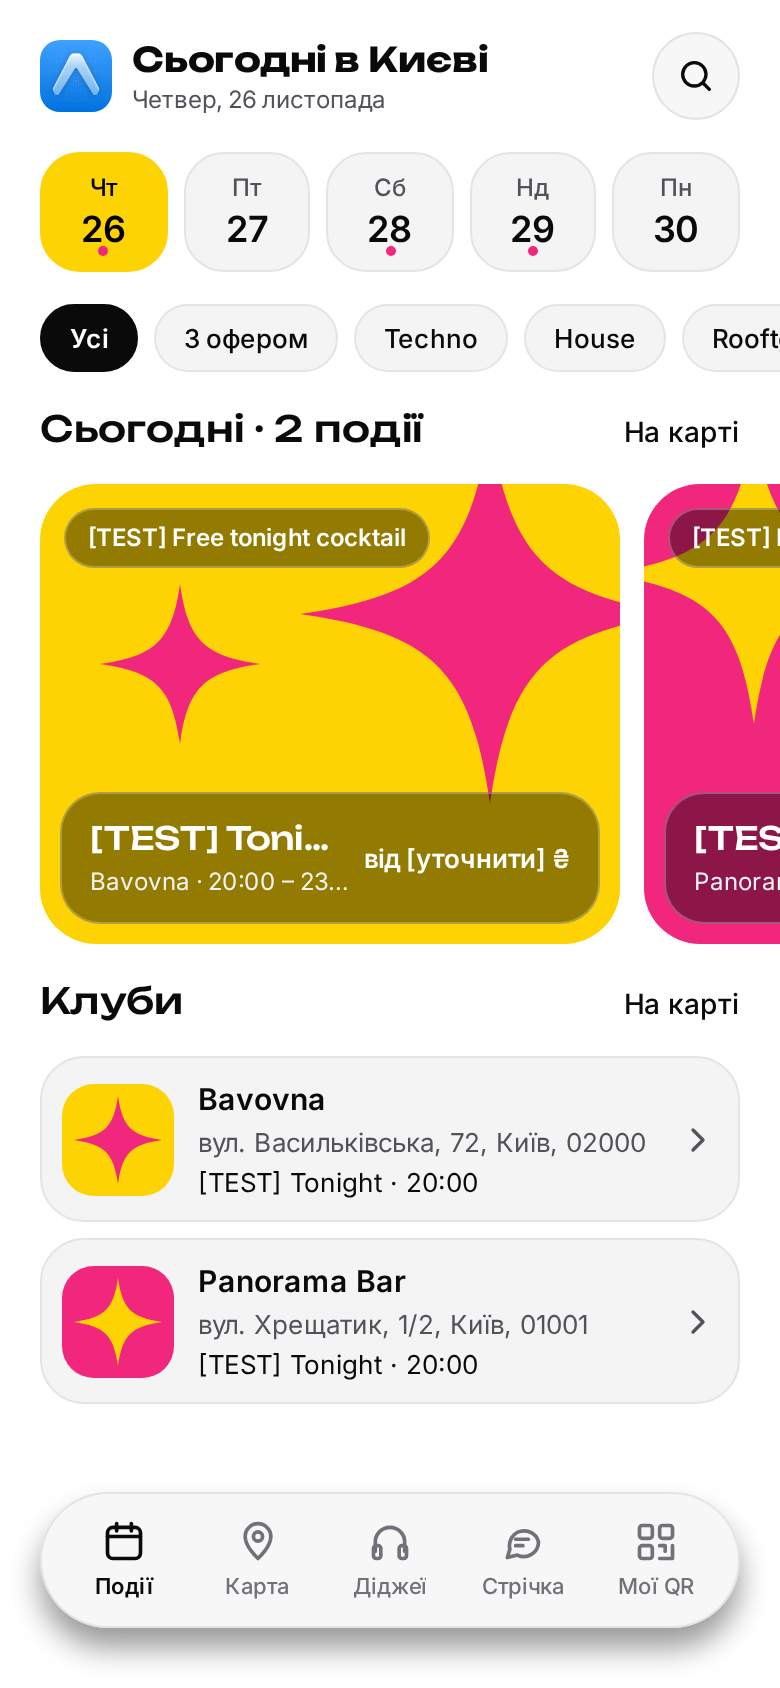 Сьогодні в Києві
Четвер, 26 листопада
Чт
26
Пт
27
Сб
28
Нд
29
Пн
30
Усі
З офером
Techno
House
Roofto
Сьогодні · 2 події
На карті
[TEST] Free tonight cocktail
[TEST]
[TEST] Toni...
Bavovna · 20:00 – 23...
від [уточнити] ₴
[TES
Panorar
Клуби
На карті
Bavovna
вул. Васильківська, 72, Київ, 02000
[TEST] Tonight · 20:00
Panorama Bar
вул. Хрещатик, 1/2, Київ, 01001
[TEST] Tonight · 20:00
Події
Карта
Діджеї
Стрічка
Мої QR